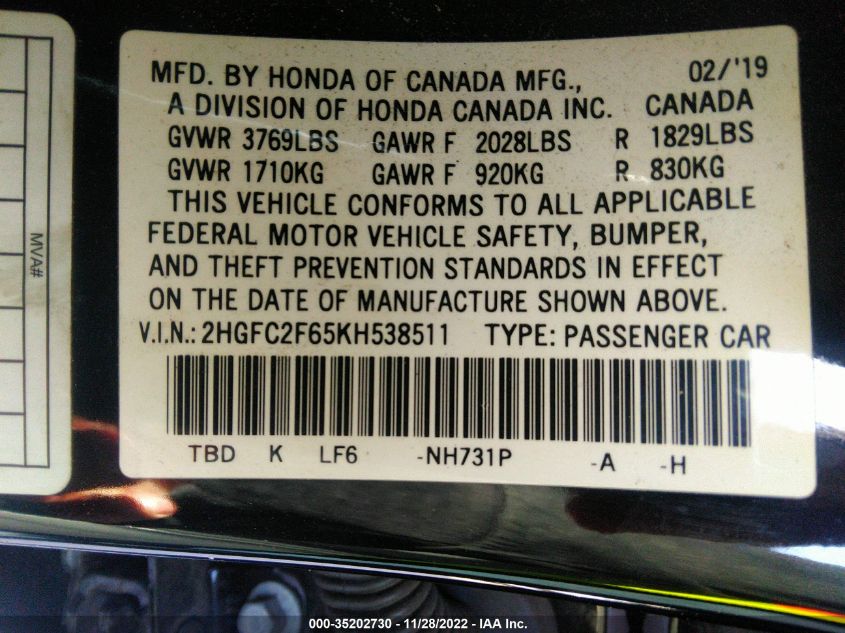 MFD. BY HONDA OF CANADA MFG., 02/'19
A DIVISION OF HONDA CANADA INC. CANADA
GVWR 3769LBS GAWR F 2028LBS R 1829LBS
GVWR 1710KG GAWR F 920KG R 830KG
THIS VEHICLE CONFORMS TO ALL APPLICABLE
FEDERAL MOTOR VEHICLE SAFETY, BUMPER,
AND THEFT PREVENTION STANDARDS IN EFFECT
ON THE DATE OF MANUFACTURE SHOWN ABOVE.
V.I.N.: 2HGFC2F65KH538511 TYPE: PASSENGER CAR
TBD K LF6 -NH731P -A -H
MVA#
000-35202730 - 11/28/2022 - IAA Inc.